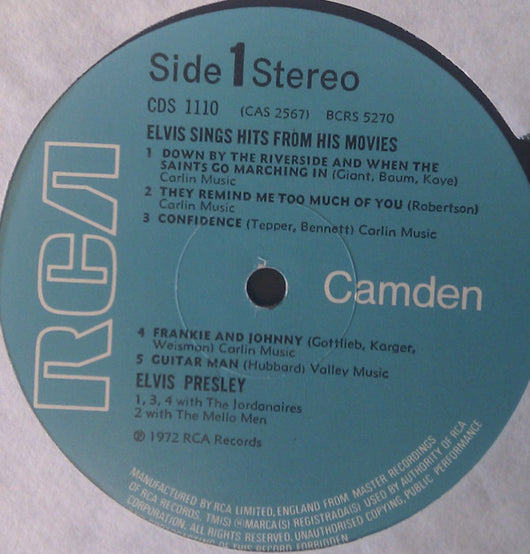 Side 1 Stereo
CDS 1110 (CAS 2567) BCRS 5270
ELVIS SINGS HITS FROM HIS MOVIES
1 DOWN BY THE RIVERSIDE AND WHEN THE
SAINTS GO MARCHING IN (Giant, Baum, Kaye)
Carlin Music
2 THEY REMIND ME TOO MUCH OF YOU (Robertson)
Carlin Music
3 CONFIDENCE (Tepper, Bennett) Carlin Music
RCA
Camden
4 FRANKIE AND JOHNNY (Gottlieb, Karger,
Weisman) Carlin Music
5 GUITAR MAN (Hubbard) Valley Music
ELVIS PRESLEY
1, 3, 4 with The Jordanaires
2 with The Mello Men
℗ 1972 RCA Records
MANUFACTURED BY RCA LIMITED, ENGLAND FROM MASTER RECORDINGS
OF RCA RECORDS, TM(S) ® MARCA(S) REGISTRADA(S) USED BY AUTHORITY OF RCA
CORPORATION. ALL RIGHTS RESERVED. UNAUTHORISED COPYING, PUBLIC PERFORMANCE
OF THIS RECORD FORBIDDEN